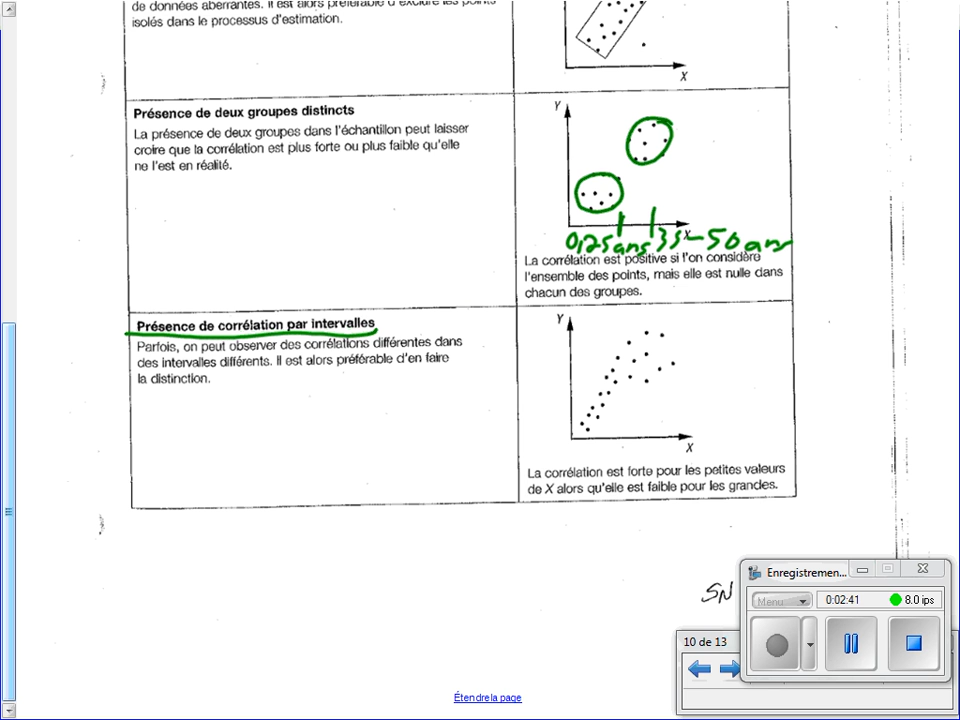 de données aberrantes. Il est alors préférable d'exclure les points
isolés dans le processus d'estimation.
X
Présence de deux groupes distincts
La présence de deux groupes dans l'échantillon peut laisser
croire que la corrélation est plus forte ou plus faible qu'elle
ne l'est en réalité.
Y
X
0,125 ans 35-50 ans
La corrélation est positive si l'on considère
l'ensemble des points, mais elle est nulle dans
chacun des groupes.
Présence de corrélation par intervalles
Parfois, on peut observer des corrélations différentes dans
des intervalles différents. Il est alors préférable d'en faire
la distinction.
Y
X
La corrélation est forte pour les petites valeurs
de X alors qu'elle est faible pour les grandes.
SN
Enregistremen...
Menu
0:02:41
8.0 ips
10 de 13
Étendre la page